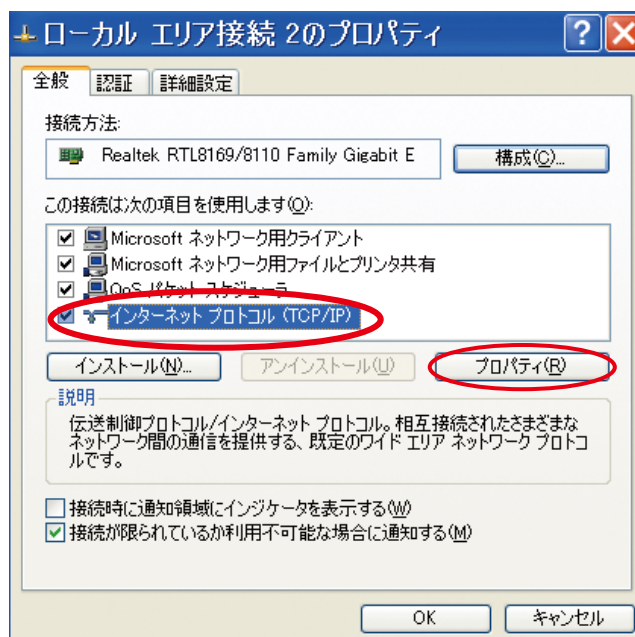 ローカル エリア接続 2のプロパティ
全般 認証 詳細設定
接続方法:
Realtek RTL8169/8110 Family Gigabit E 構成(C)...
この接続は次の項目を使用します(O):
Microsoft ネットワーク用クライアント
Microsoft ネットワーク用ファイルとプリンタ共有
QoS パケット スケジューラ
インターネット プロトコル (TCP/IP)
インストール(N)... アンインストール(U) プロパティ(R)
説明
伝送制御プロトコル/インターネット プロトコル。相互接続されたさまざまな
ネットワーク間の通信を提供する、既定のワイド エリア ネットワーク プロトコ
ルです。
接続時に通知領域にインジケータを表示する(W)
接続が限られているか利用不可能な場合に通知する(M)
OK キャンセル